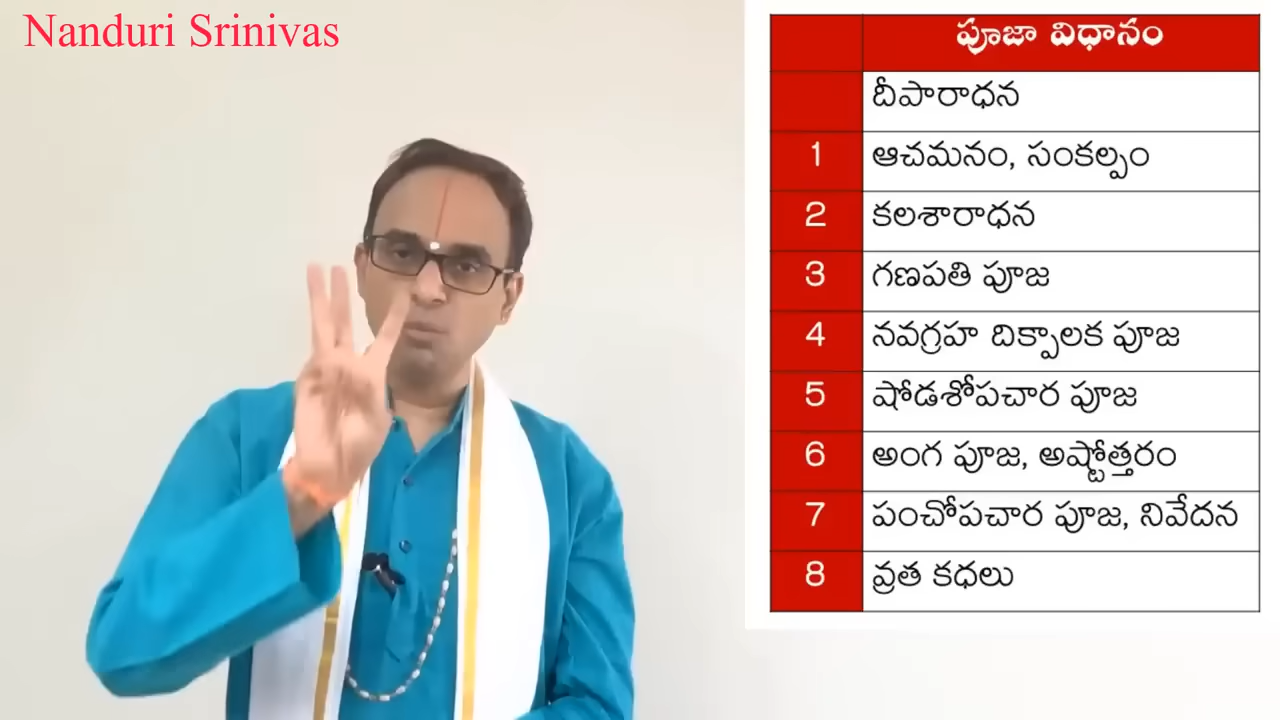 Nanduri Srinivas
పూజా విధానం
దీపారాధన
1 ఆచమనం, సంకల్పం
2 కలశారాధన
3 గణపతి పూజ
4 నవగ్రహ దిక్పాలక పూజ
5 షోడశోపచార పూజ
6 అంగ పూజ, అష్టోత్తరం
7 పంచోపచార పూజ, నివేదన
8 వ్రత కధలు